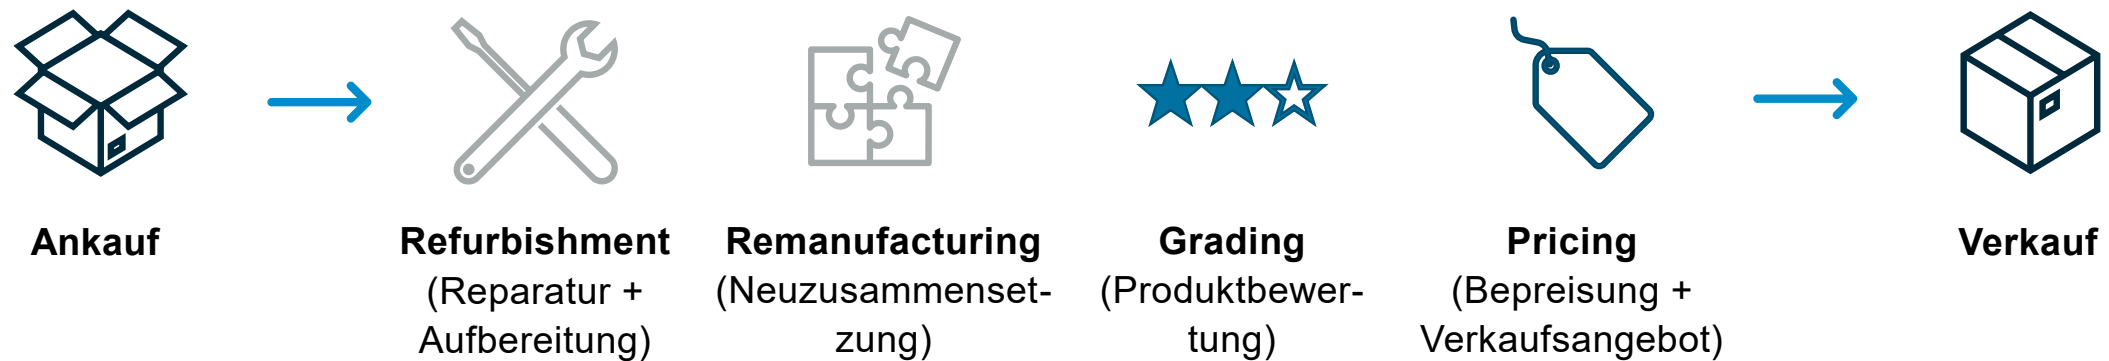 Ankauf
Refurbishment
(Reparatur +
Aufbereitung)
Remanufacturing
(Neuzusammenset-
zung)
Grading
(Produktbewer-
tung)
Pricing
(Bepreisung +
Verkaufsangebot)
Verkauf